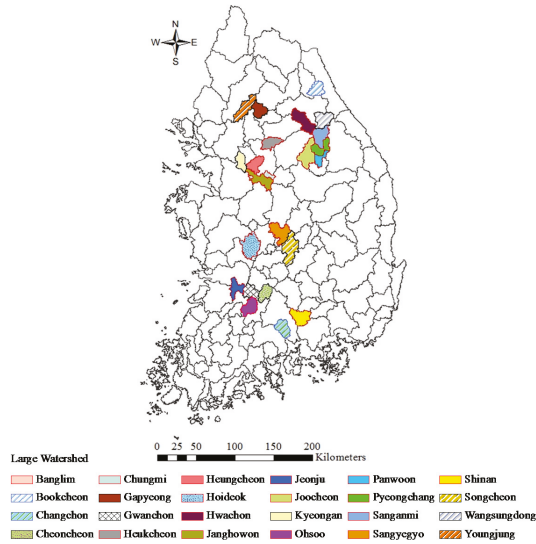 N
W E
S
Large Watershed
0 25 50 100 150 200
Kilometers
Banglim Chungmi Heungcheon Jeonju Panwoon Shinan
Bookcheon Gapyeong Hoideok Joocheon Pyeongchang Songcheon
Changchon Gwanchon Hwachon Kyeongan Sanganmi Wangsungdong
Cheoncheon Heukcheon Janghowon Ohsoo Sangyegyo Youngjung